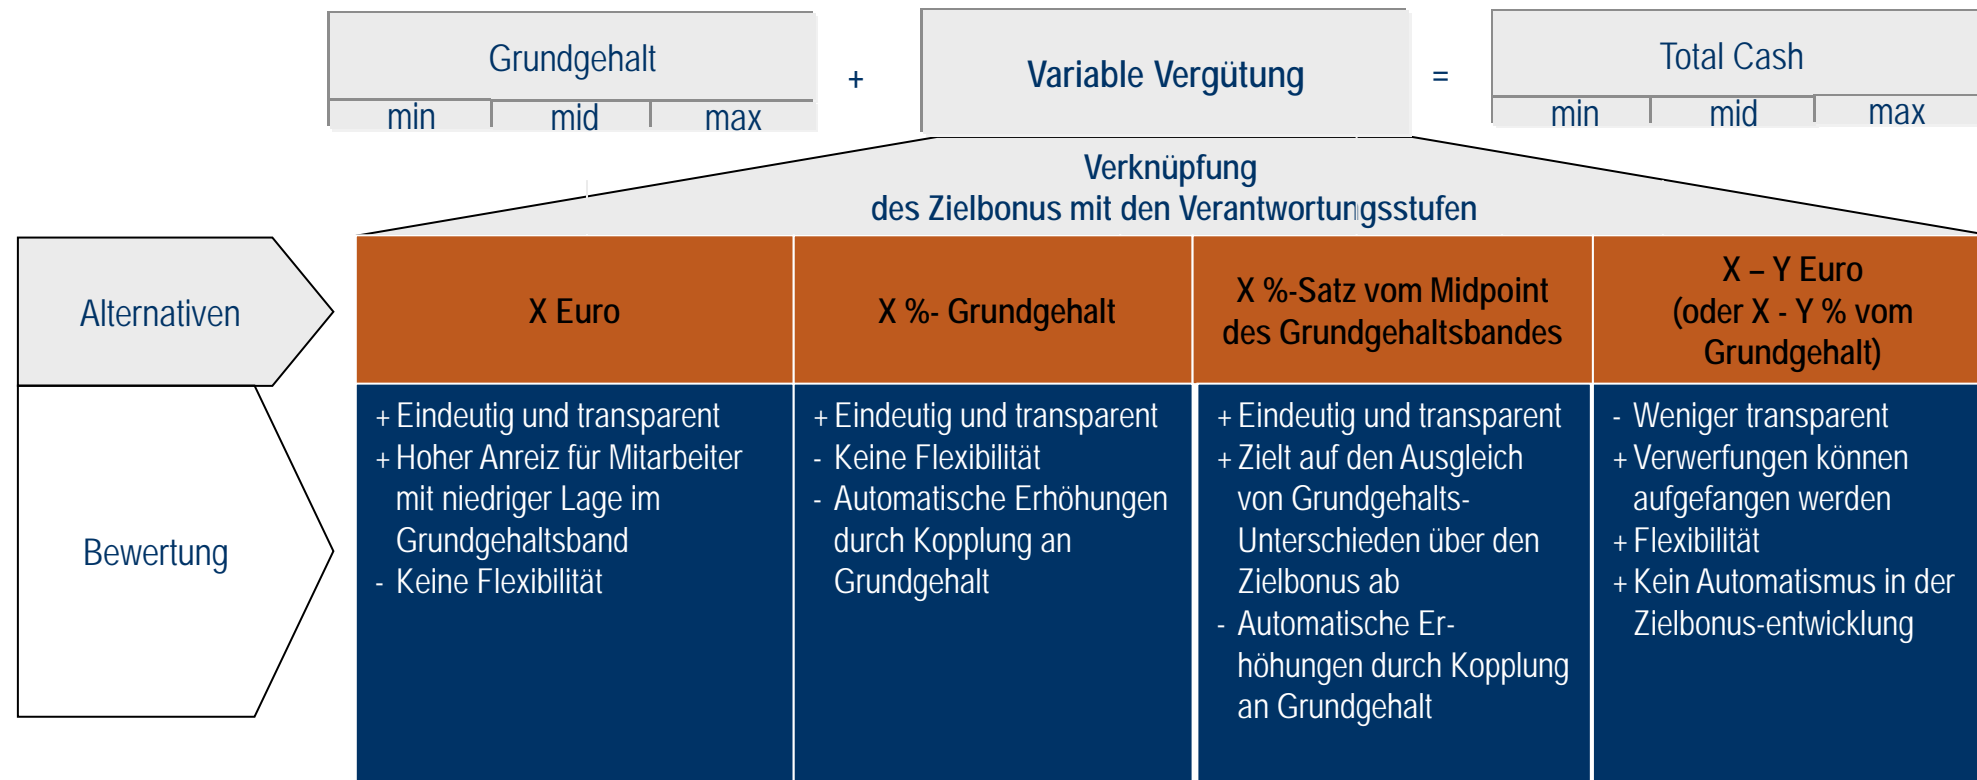 Grundgehalt
min mid max
+
Variable Vergütung
=
Total Cash
min mid max
Verknüpfung
des Zielbonus mit den Verantwortungsstufen
Alternativen
X Euro
X %- Grundgehalt
X %-Satz vom Midpoint
des Grundgehaltsbandes
X – Y Euro
(oder X - Y % vom
Grundgehalt)
Bewertung
+ Eindeutig und transparent
+ Hoher Anreiz für Mitarbeiter
mit niedriger Lage im
Grundgehaltsband
- Keine Flexibilität
+ Eindeutig und transparent
- Keine Flexibilität
- Automatische Erhöhungen
durch Kopplung an
Grundgehalt
+ Eindeutig und transparent
+ Zielt auf den Ausgleich
von Grundgehalts-
Unterschieden über den
Zielbonus ab
- Automatische Er-
höhungen durch Kopplung
an Grundgehalt
- Weniger transparent
+ Verwerfungen können
aufgefangen werden
+ Flexibilität
+ Kein Automatismus in der
Zielbonus-entwicklung